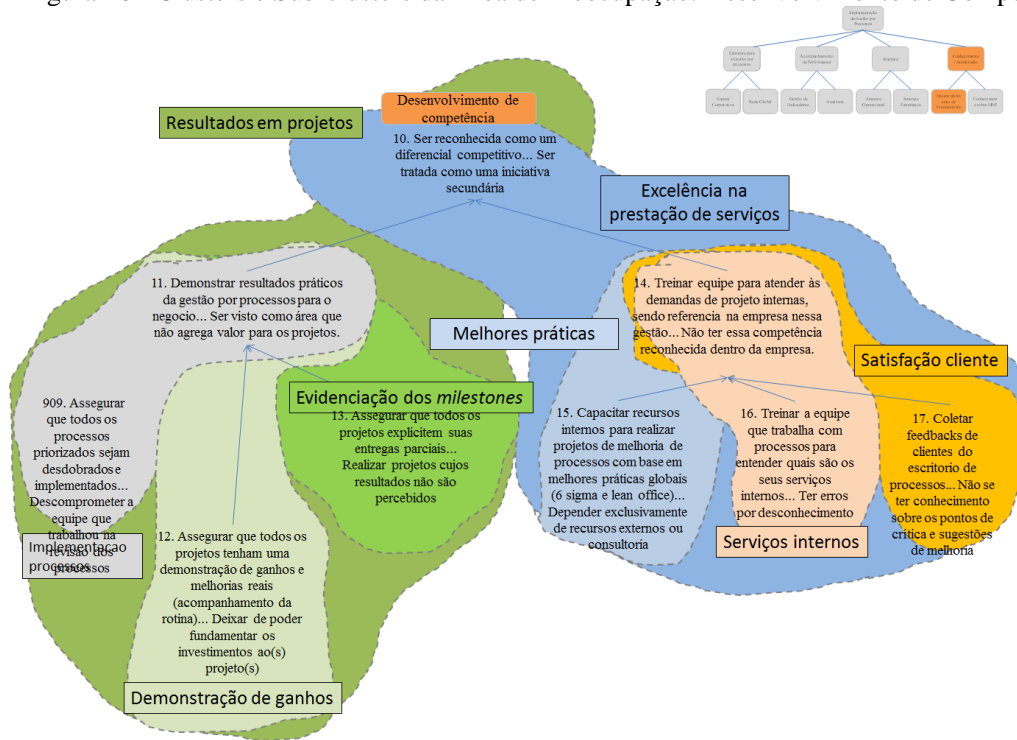 Resultados em projetos
Desenvolvimento de
competência
10. Ser reconhecida como um
diferencial competitivo... Ser
tratada como uma iniciativa
secundária
Excelência na
prestação de serviços
11. Demonstrar resultados práticos
da gestão por processos para o
negocio... Ser visto como área que
não agrega valor para os projetos.
14. Treinar equipe para atender às
demandas de projeto internas,
sendo referencia na empresa nessa
gestão... Não ter essa competência
reconhecida dentro da empresa.
Melhores práticas
Satisfação cliente
Evidenciação dos milestones
909. Assegurar
que todos os
processos
priorizados sejam
desdobrados e
implementados...
Descomprometer a
equipe que
trabalhou na
revisão dos
processos
Implementacao
processos
13. Assegurar que todos os
projetos explicitem suas
entregas parciais...
Realizar projetos cujos
resultados não são
percebidos
15. Capacitar recursos
internos para realizar
projetos de melhoria de
processos com base em
melhores práticas globais
(6 sigma e lean office)...
Depender exclusivamente
de recursos externos ou
consultoria
16. Treinar a equipe
que trabalha com
processos para
entender quais são os
seus serviços
internos... Ter erros
por desconhecimento
17. Coletar
feedbacks de
clientes do
escritorio de
processos... Não se
ter conhecimento
sobre os pontos de
crítica e sugestões
de melhoria
Serviços internos
12. Assegurar que todos os
projetos tenham uma
demonstração de ganhos e
melhorias reais
(acompanhamento da
rotina)... Deixar de poder
fundamentar os
investimentos ao(s)
projeto(s)
Demonstração de ganhos